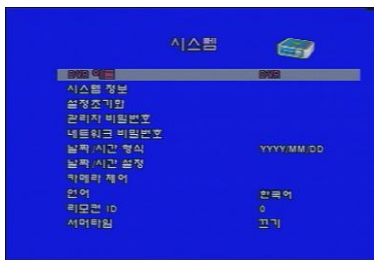 시스템
DVR 이름 DVR
시스템 정보
설정초기화
관리자 비밀번호
네트워크 비밀번호
날짜/시간 형식 YYYY/MM/DD
날짜/시간 설정
카메라 제어
언어 한국어
리모컨 ID 0
서머타임 끄기